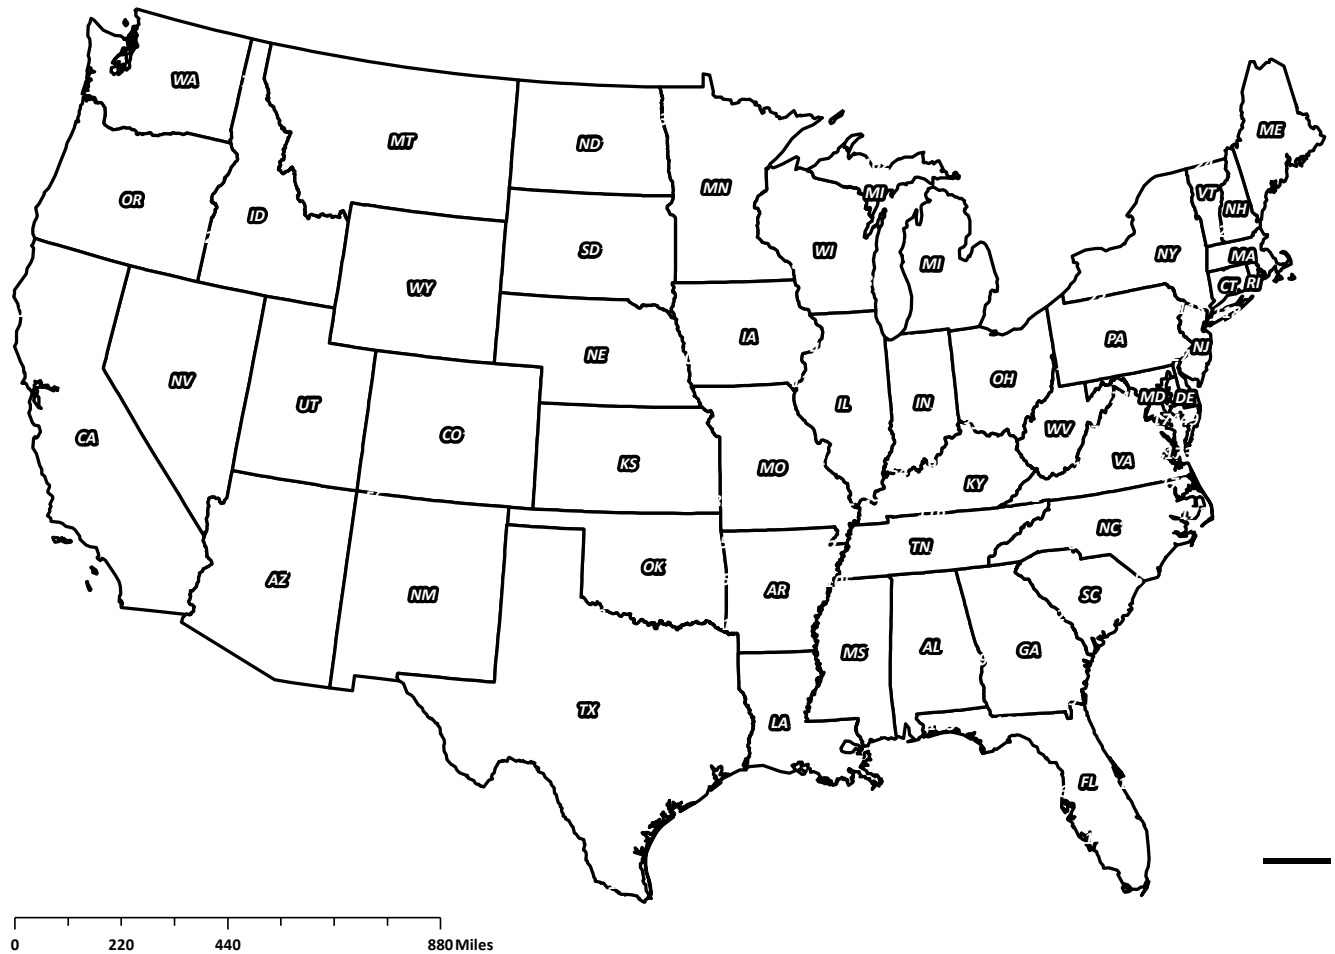 WA
MT
ND
ME
MN
MI
VT
NH
OR
ID
SD
WI
MI
NY
MA
CT
RI
WY
IA
PA
NJ
NE
NV
UT
CO
IL
IN
OH
MD
DE
CA
KS
MO
WV
VA
KY
NC
TN
AZ
NM
OK
AR
SC
MS
AL
GA
TX
LA
FL
0 220 440 880 Miles